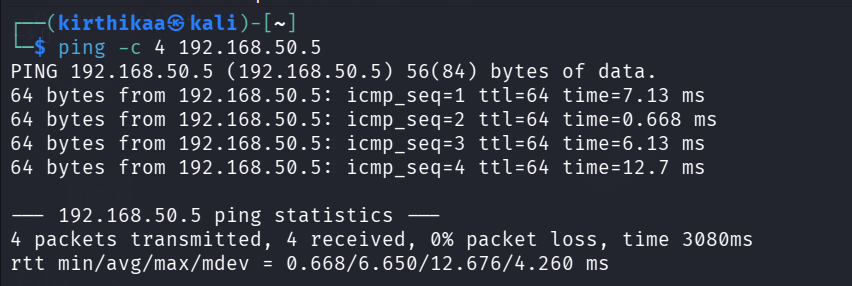 ┌──(kirthikaa㉿kali)-[~]
└─$ ping -c 4 192.168.50.5
PING 192.168.50.5 (192.168.50.5) 56(84) bytes of data.
64 bytes from 192.168.50.5: icmp_seq=1 ttl=64 time=7.13 ms
64 bytes from 192.168.50.5: icmp_seq=2 ttl=64 time=0.668 ms
64 bytes from 192.168.50.5: icmp_seq=3 ttl=64 time=6.13 ms
64 bytes from 192.168.50.5: icmp_seq=4 ttl=64 time=12.7 ms

--- 192.168.50.5 ping statistics ---
4 packets transmitted, 4 received, 0% packet loss, time 3080ms
rtt min/avg/max/mdev = 0.668/6.650/12.676/4.260 ms